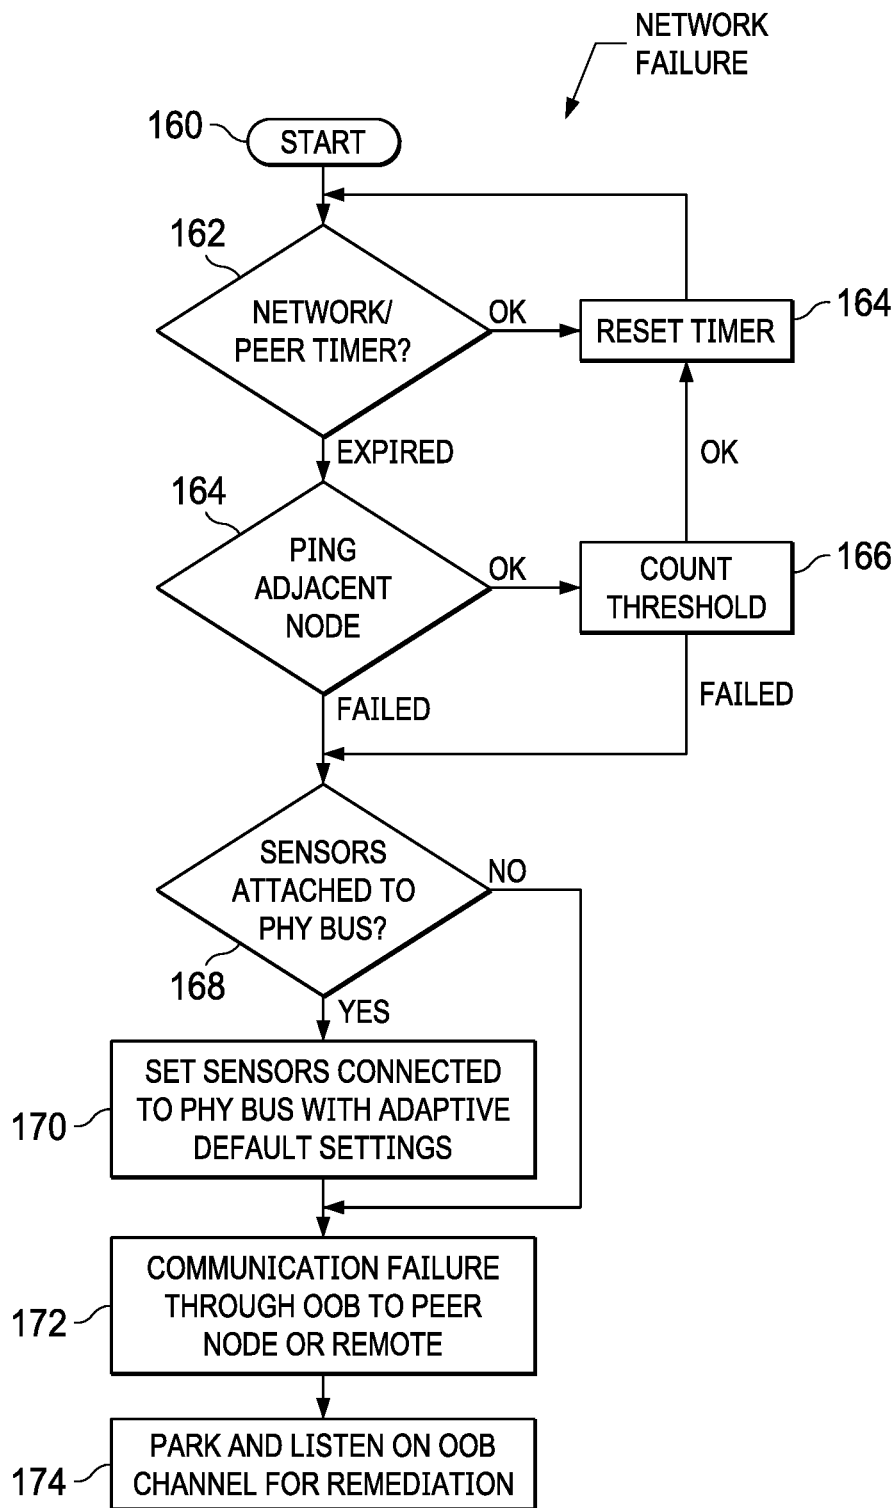 NETWORK
FAILURE
160
START
162
NETWORK/
PEER TIMER?
OK
RESET TIMER
164
EXPIRED
OK
164
PING
ADJACENT
NODE
OK
COUNT
THRESHOLD
166
FAILED
FAILED
SENSORS
ATTACHED TO
PHY BUS?
NO
168
YES
SET SENSORS CONNECTED
TO PHY BUS WITH ADAPTIVE
DEFAULT SETTINGS
170
COMMUNICATION FAILURE
THROUGH OOB TO PEER
NODE OR REMOTE
172
PARK AND LISTEN ON OOB
CHANNEL FOR REMEDIATION
174